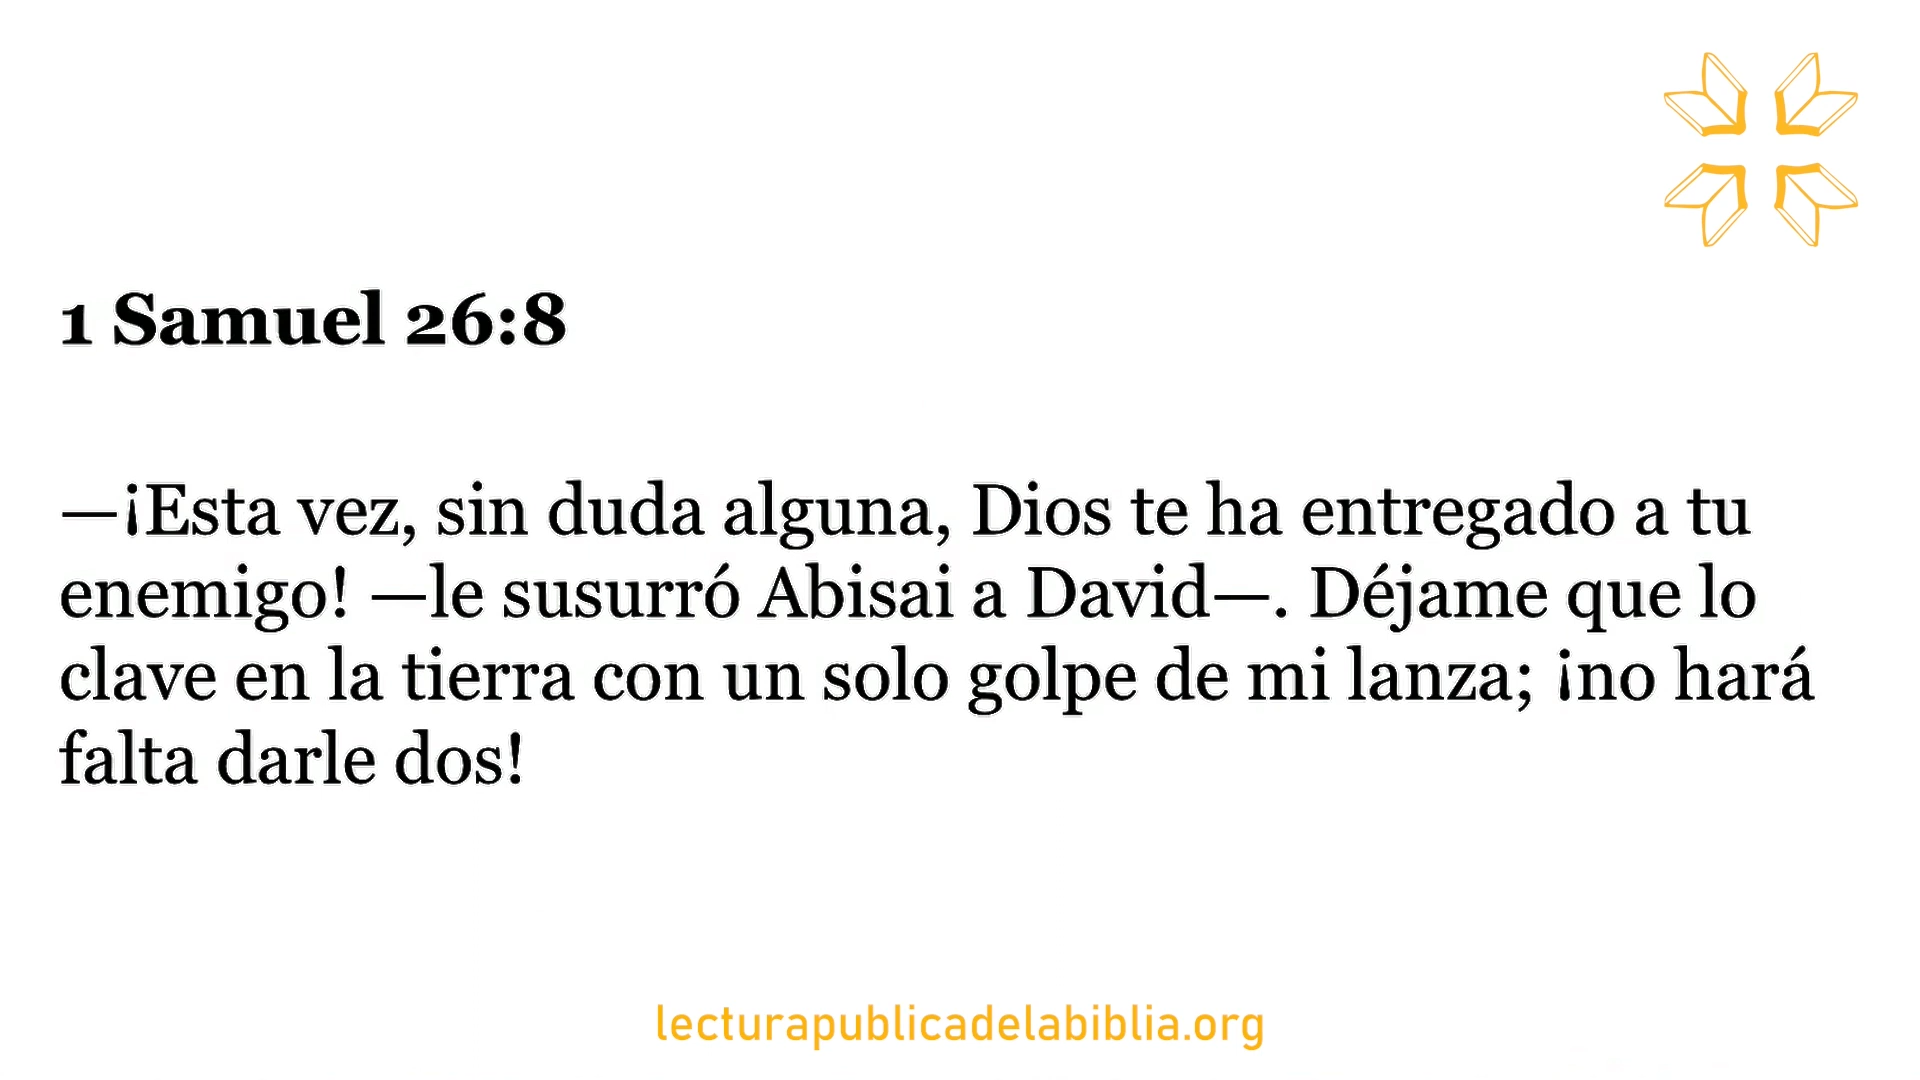 1 Samuel 26:8
—¡Esta vez, sin duda alguna, Dios te ha entregado a tu
enemigo! —le susurró Abisai a David—. Déjame que lo
clave en la tierra con un solo golpe de mi lanza; ¡no hará
falta darle dos!
lecturapublicadelabiblia.org